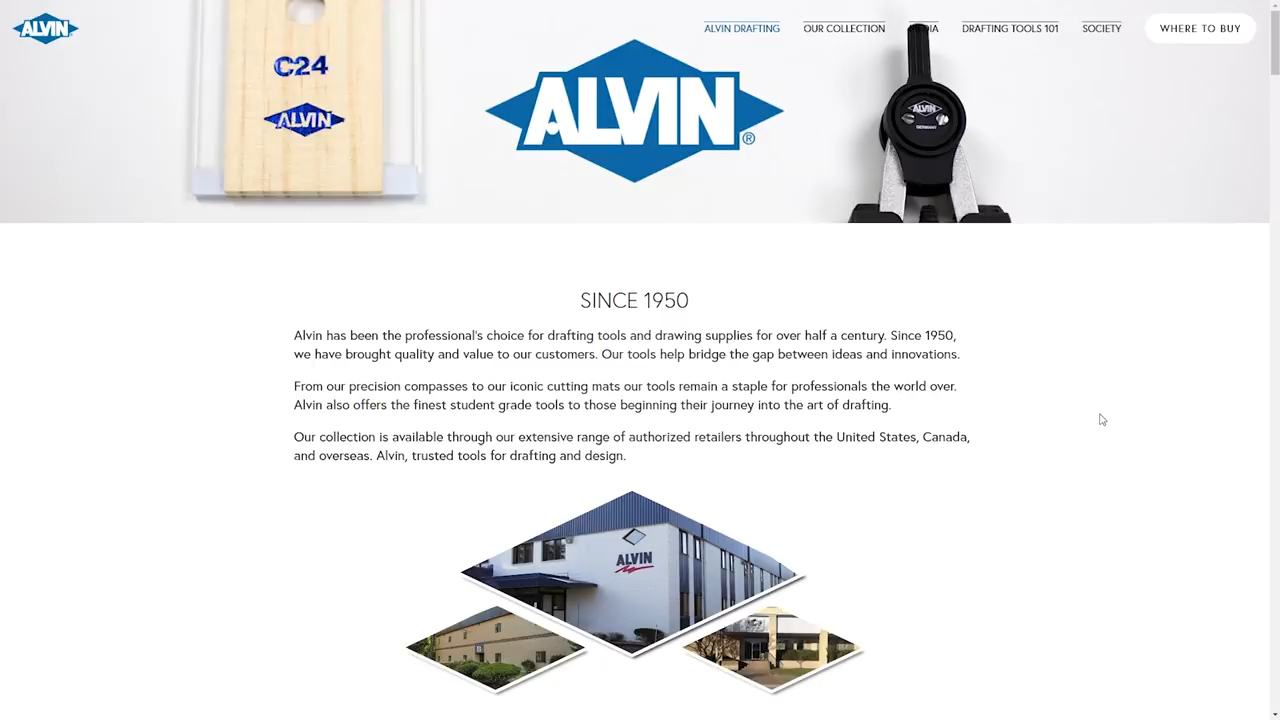 ALVIN
ALVIN DRAFTING
OUR COLLECTION
DRAFTING TOOLS 101
SOCIETY
WHERE TO BUY
C24
ALVIN
ALVIN®
ALVIN
GERMANY
SINCE 1950
Alvin has been the professional's choice for drafting tools and drawing supplies for over half a century. Since 1950,
we have brought quality and value to our customers. Our tools help bridge the gap between ideas and innovations.
From our precision compasses to our iconic cutting mats our tools remain a staple for professionals the world over.
Alvin also offers the finest student grade tools to those beginning their journey into the art of drafting.
Our collection is available through our extensive range of authorized retailers throughout the United States, Canada,
and overseas. Alvin, trusted tools for drafting and design.
ALVIN